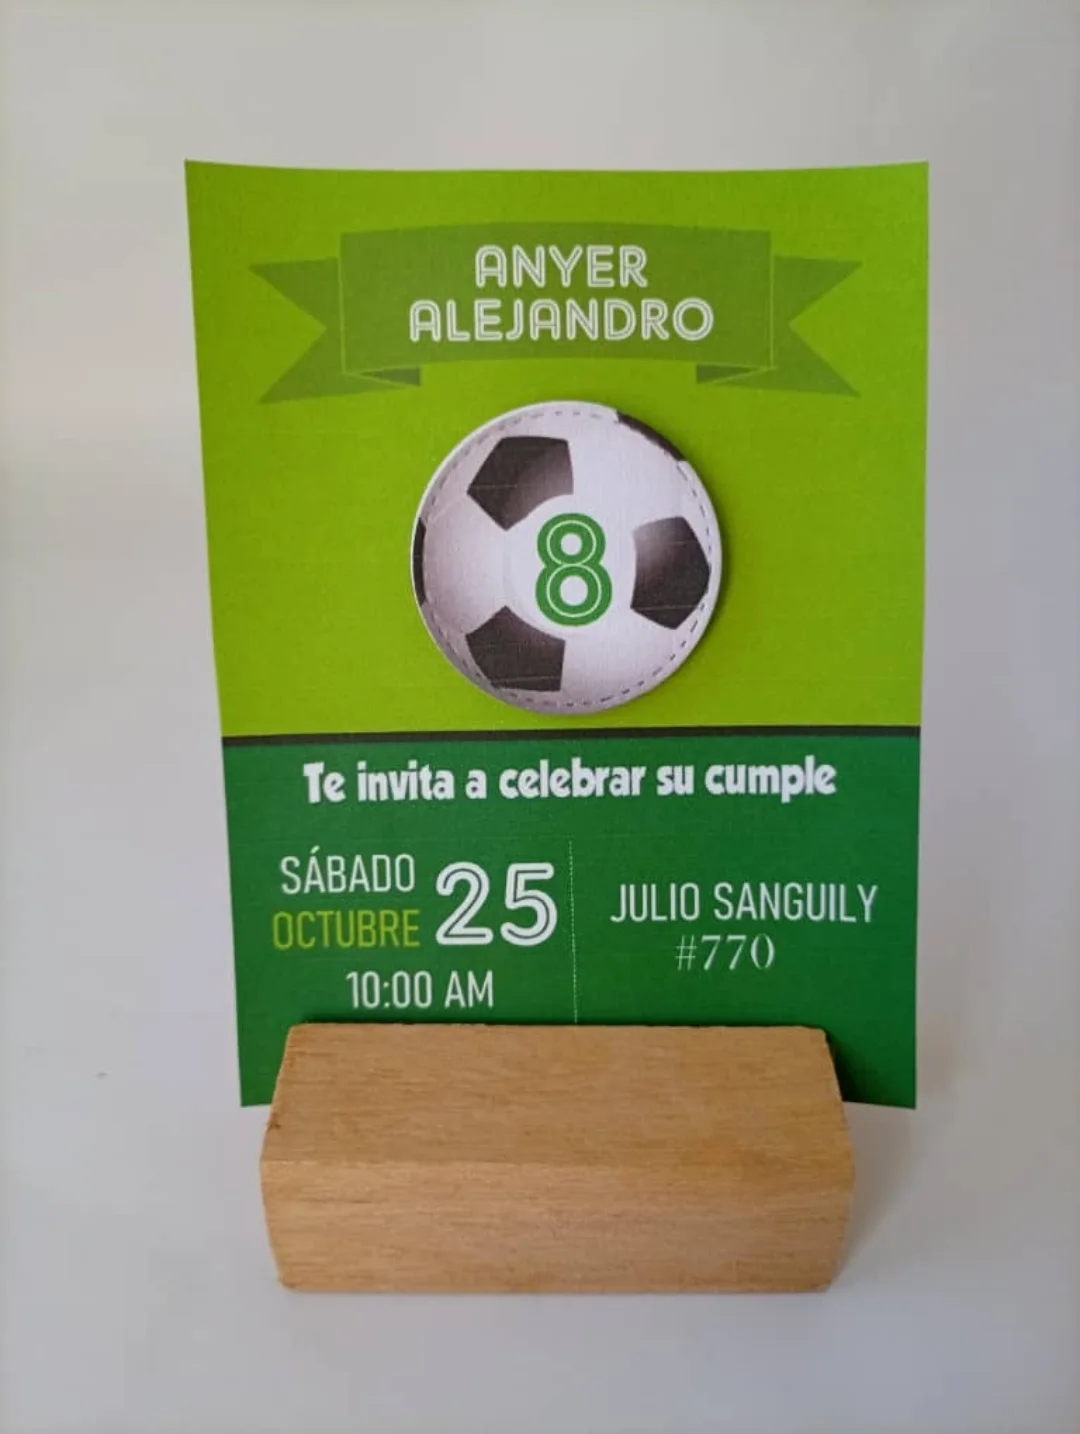 ANYER
ALEJANDRO
8
Te invita a celebrar su cumple
SÁBADO
OCTUBRE
25
10:00 AM
JULIO SANGUILY
#770